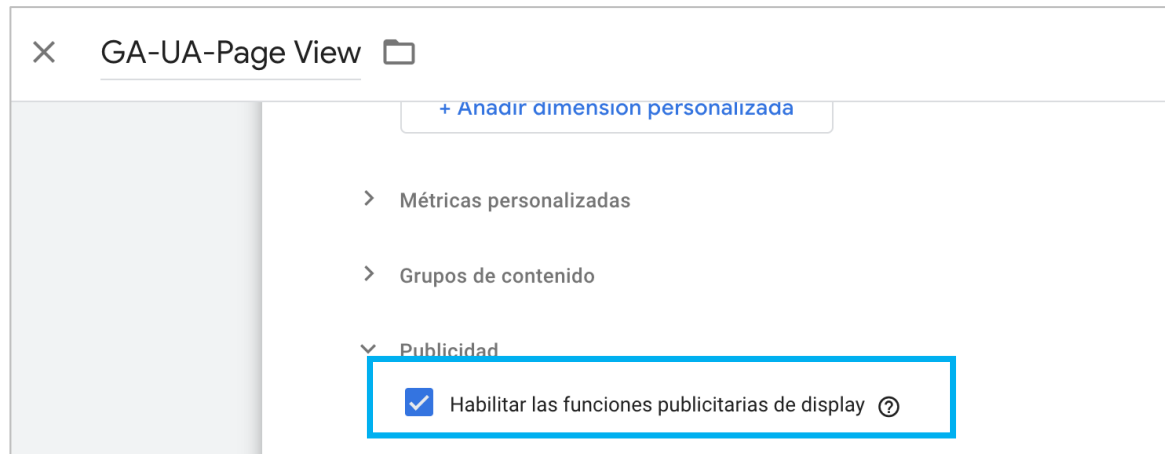 GA-UA-Page View
+ Añadir dimensión personalizada
Métricas personalizadas
Grupos de contenido
Publicidad
Habilitar las funciones publicitarias de display